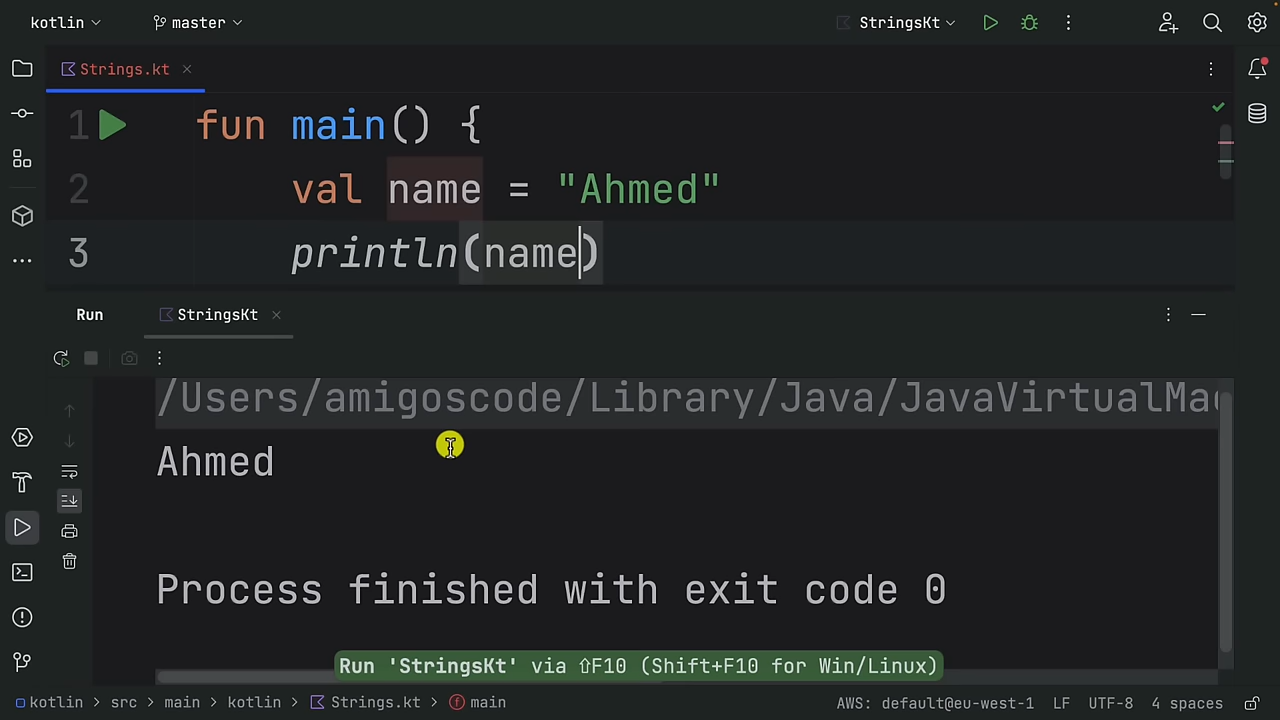 kotlin master StringsKt
Strings.kt
1 fun main() {
2 val name = "Ahmed"
3 println(name)
Run StringsKt
/Users/amigoscode/Library/Java/JavaVirtualMac
Ahmed
Process finished with exit code 0
Run 'StringsKt' via ⇧F10 (Shift+F10 for Win/Linux)
kotlin > src > main > kotlin > Strings.kt > main AWS: default@eu-west-1 LF UTF-8 4 spaces